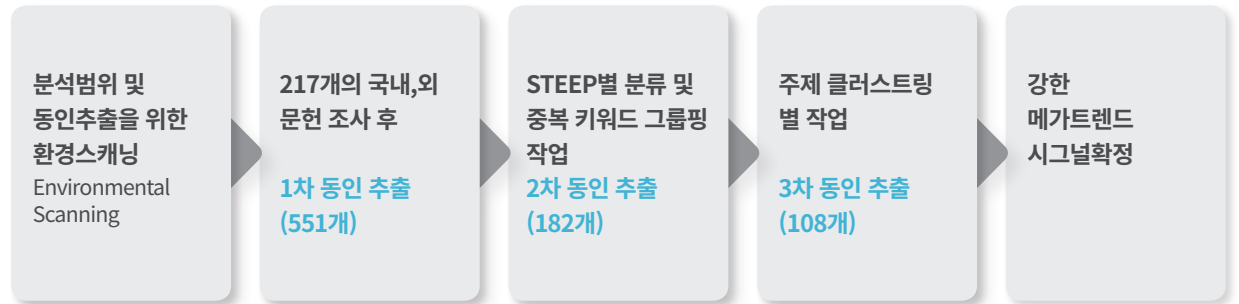 분석범위 및
동인추출을 위한
환경스캐닝
Environmental
Scanning
217개의 국내,외
문헌 조사 후
1차 동인 추출
(551개)
STEEP별 분류 및
중복 키워드 그룹핑
작업
2차 동인 추출
(182개)
주제 클러스트링
별 작업
3차 동인 추출
(108개)
강한
메가트렌드
시그널확정